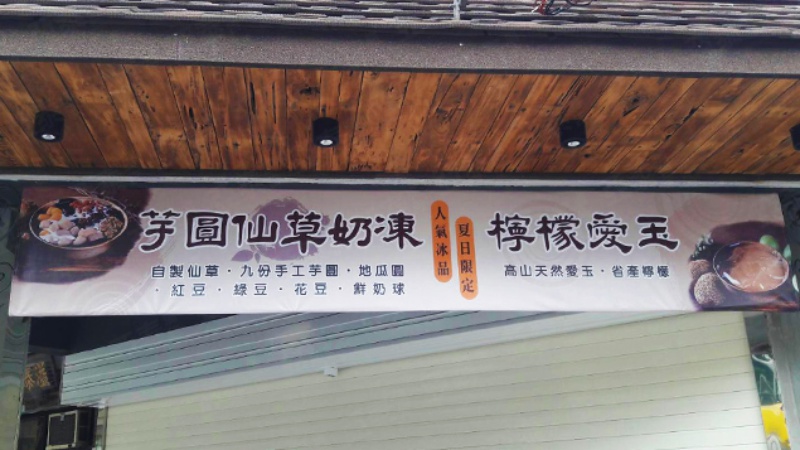 芋圓仙草奶凍
自製仙草·九份手工芋圓·地瓜圓
·紅豆·綠豆·花豆·鮮奶球
人氣冰品
夏日限定
檸檬愛玉
高山天然愛玉·省產檸檬